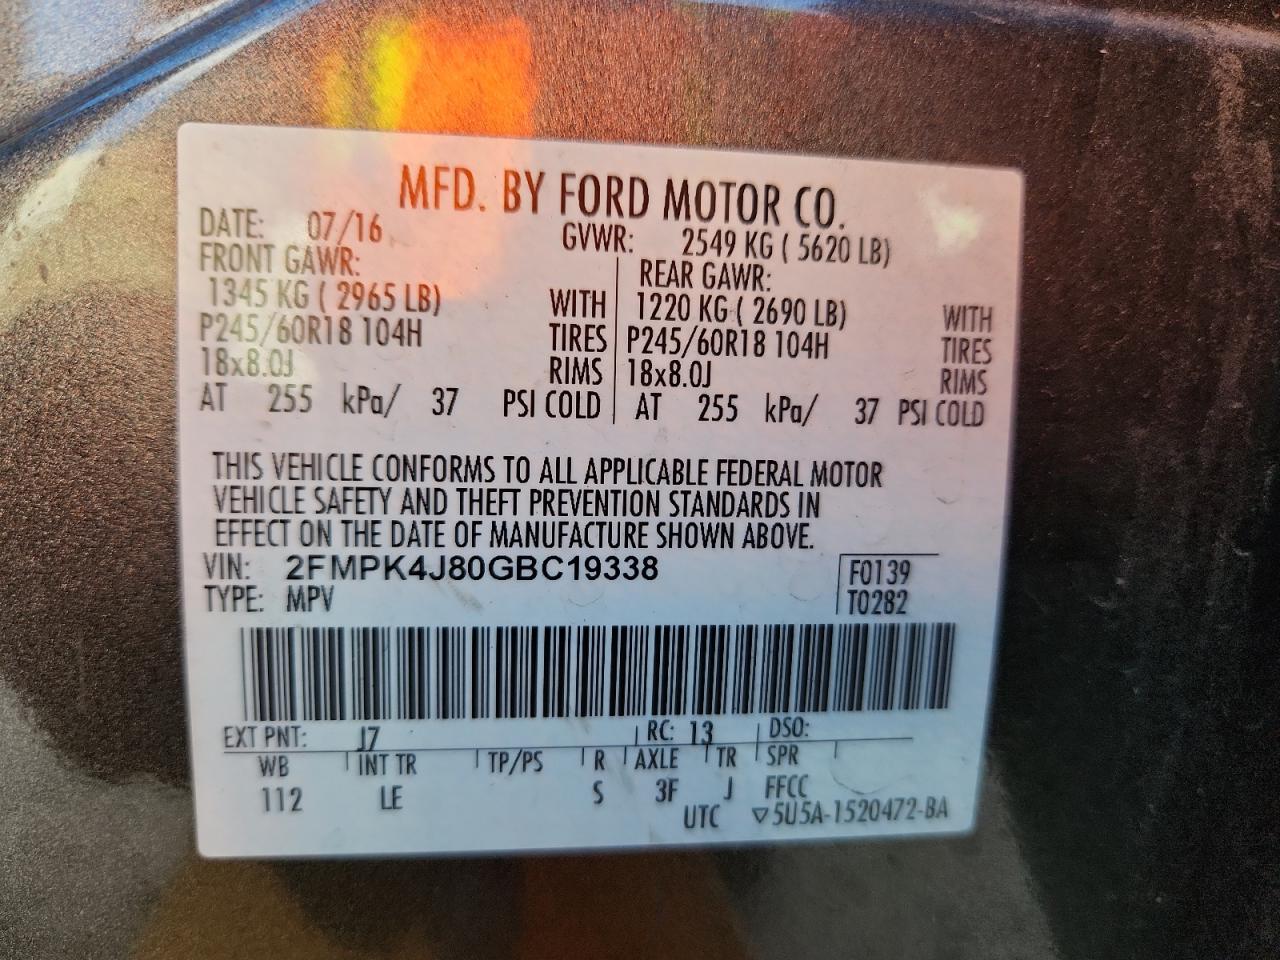 MFD. BY FORD MOTOR CO.
DATE: 07/16 GVWR: 2549 KG ( 5620 LB)
FRONT GAWR: REAR GAWR:
1345 KG ( 2965 LB) WITH 1220 KG ( 2690 LB) WITH
P245/60R18 104H TIRES P245/60R18 104H TIRES
18x8.0J RIMS 18x8.0J RIMS
AT 255 kPa/ 37 PSI COLD AT 255 kPa/ 37 PSI COLD
THIS VEHICLE CONFORMS TO ALL APPLICABLE FEDERAL MOTOR
VEHICLE SAFETY AND THEFT PREVENTION STANDARDS IN
EFFECT ON THE DATE OF MANUFACTURE SHOWN ABOVE.
VIN: 2FMPK4J80GBC19338 F0139
TYPE: MPV T0282
EXT PNT: J7 RC: 13 DSO:
WB INT TR TP/PS R AXLE TR SPR
112 LE S 3F J FFCC
UTC ▽5U5A-1520472-BA